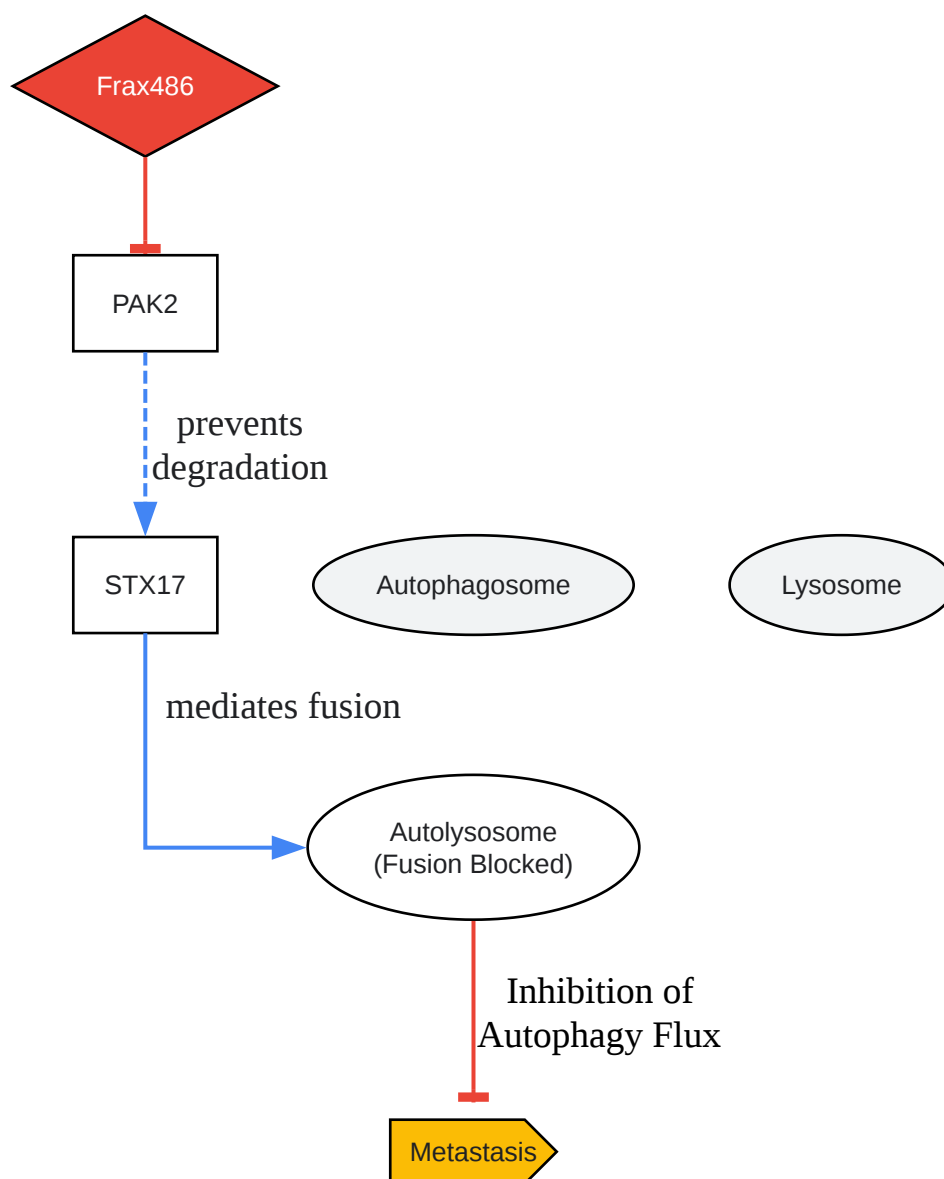 Frax486
PAK2
prevents
degradation
STX17
Autophagosome
Lysosome
mediates fusion
Autolysosome
(Fusion Blocked)
Inhibition of
Autophagy Flux
Metastasis